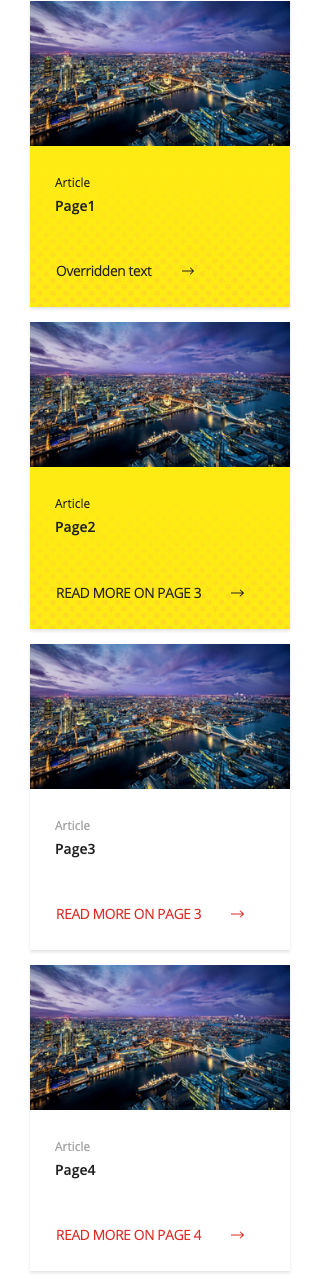 Article
Page1
Overridden text →
Article
Page2
READ MORE ON PAGE 3 →
Article
Page3
READ MORE ON PAGE 3 →
Article
Page4
READ MORE ON PAGE 4 →